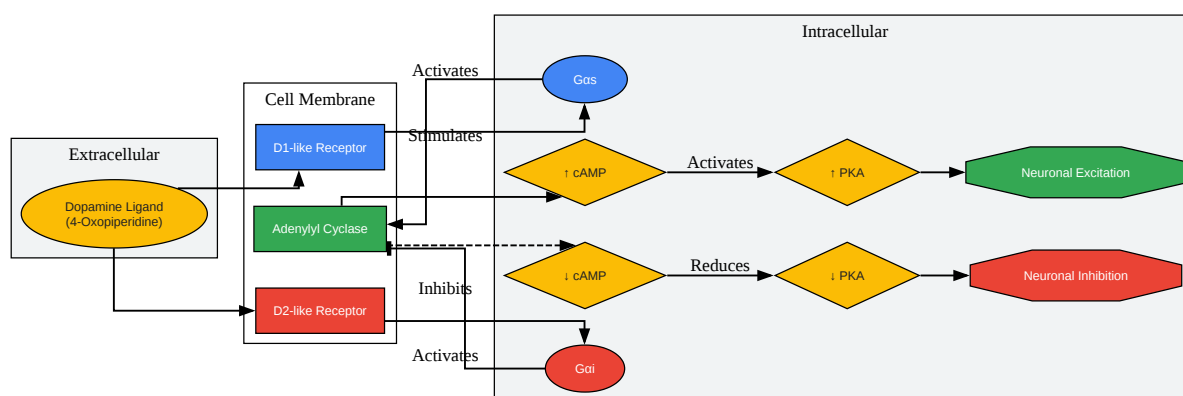 Intracellular
Activates
Gαs
Cell Membrane
D1-like Receptor
Stimulates
Extracellular
↑ cAMP
Activates
↑ PKA
Neuronal Excitation
Dopamine Ligand
(4-Oxopiperidine)
Adenylyl Cyclase
↓ cAMP
Reduces
↓ PKA
Neuronal Inhibition
Inhibits
D2-like Receptor
Activates
Gαi